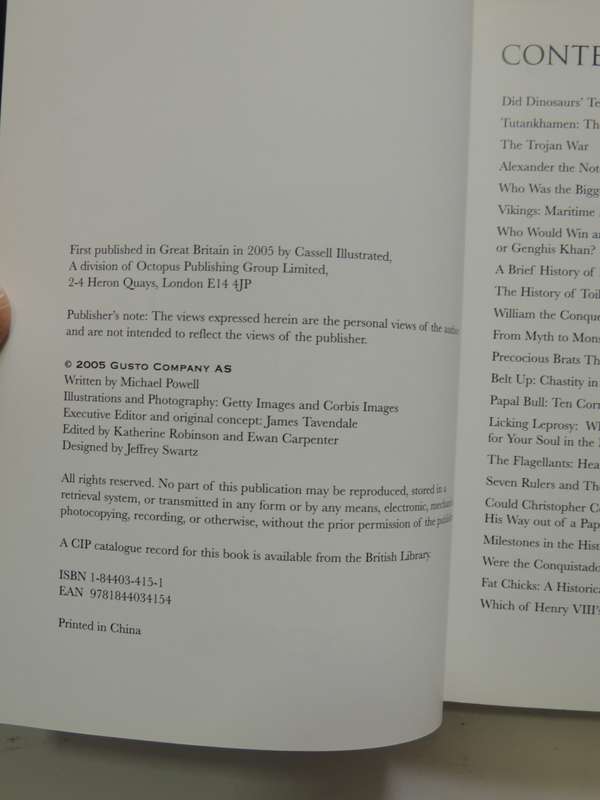 First published in Great Britain in 2005 by Cassell Illustrated,
A division of Octopus Publishing Group Limited,
2-4 Heron Quays, London E14 4JP
Publisher's note: The views expressed herein are the personal views of the author
and are not intended to reflect the views of the publisher.
© 2005 GUSTO COMPANY AS
Written by Michael Powell
Illustrations and Photography: Getty Images and Corbis Images
Executive Editor and original concept: James Tavendale
Edited by Katherine Robinson and Ewan Carpenter
Designed by Jeffrey Swartz
All rights reserved. No part of this publication may be reproduced, stored in a
retrieval system, or transmitted in any form or by any means, electronic,
photocopying, recording, or otherwise, without the prior permission of the
A CIP catalogue record for this book is available from the British Library.
ISBN 1-84403-415-1
EAN 9781844034154
Printed in China
CONTE
Did Dinosaurs' Te
Tutankhamen: Th
The Trojan War
Alexander the Not
Who Was the Bigg
Vikings: Maritime
Who Would Win a
or Genghis Khan?
A Brief History of
The History of Toil
William the Conque
From Myth to Mons
Precocious Brats Th
Belt Up: Chastity in
Papal Bull: Ten Corr
Licking Leprosy: W
for Your Soul in the
The Flagellants: Hea
Seven Rulers and Th
Could Christopher Co
His Way out of a Pap
Milestones in the Hist
Were the Conquistado
Fat Chicks: A Historica
Which of Henry VIII's